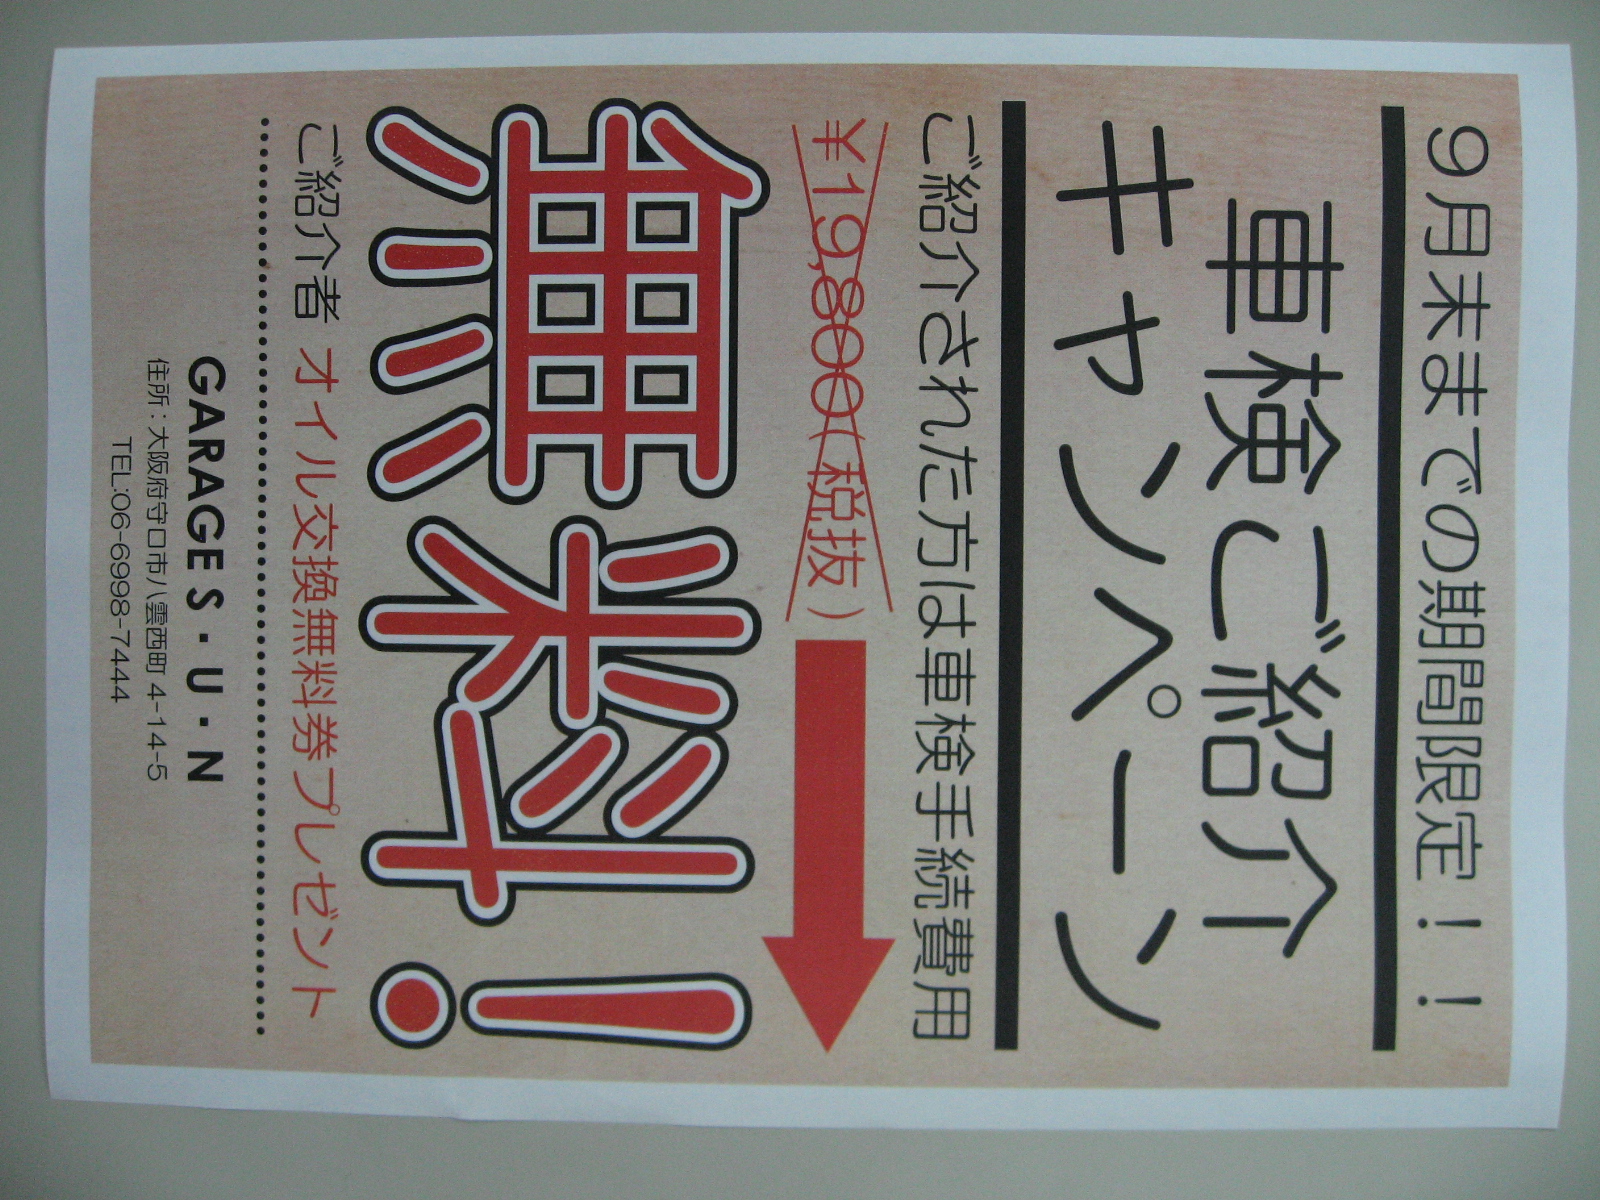 9月末までの期間限定！！
車検ご紹介
キャンペーン
ご紹介された方は車検手続費用
￥19,800(税抜)
無料！
ご紹介者 オイル交換無料券プレゼント
GARAGE S・U・N
住所：大阪府守口市八雲西町 4-14-5
TEL:06-6998-7444